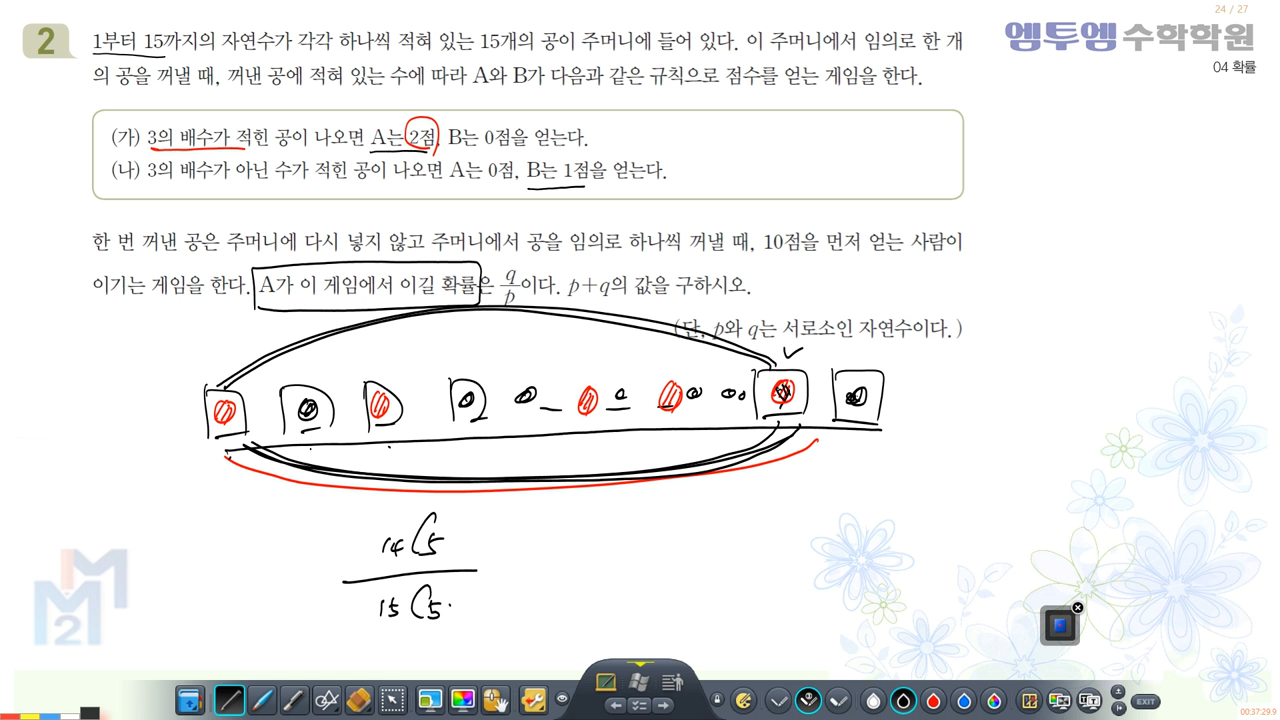 24 / 27
엠투엠 수학학원
04 확률
2
1부터 15까지의 자연수가 각각 하나씩 적혀 있는 15개의 공이 주머니에 들어 있다. 이 주머니에서 임의로 한 개
의 공을 꺼낼 때, 꺼낸 공에 적혀 있는 수에 따라 A와 B가 다음과 같은 규칙으로 점수를 얻는 게임을 한다.
(가) 3의 배수가 적힌 공이 나오면 A는 2점, B는 0점을 얻는다.
(나) 3의 배수가 아닌 수가 적힌 공이 나오면 A는 0점, B는 1점을 얻는다.
한 번 꺼낸 공은 주머니에 다시 넣지 않고 주머니에서 공을 임의로 하나씩 꺼낼 때, 10점을 먼저 얻는 사람이
이기는 게임을 한다. A가 이 게임에서 이길 확률은 q/p이다. p+q의 값을 구하시오.
(단, p와 q는 서로소인 자연수이다.)
14C5
15C5
M2M
EXIT
00:37:29.9